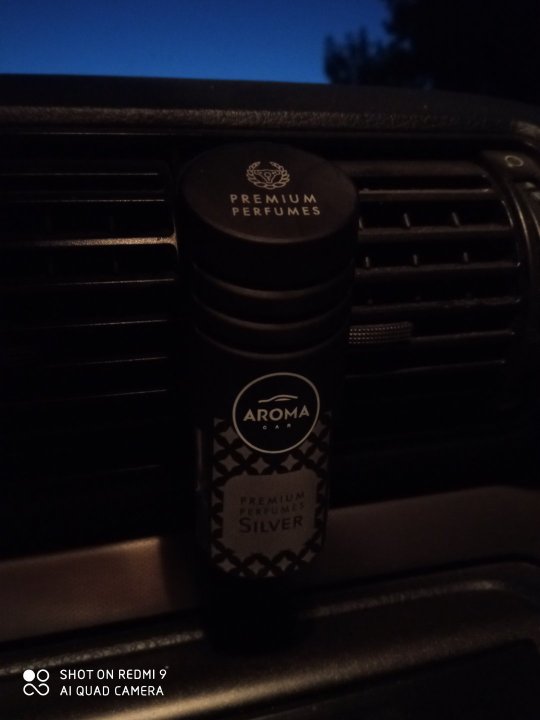 PREMIUM
PERFUMES
AROMA
CAR
PREMIUM
PERFUMES
SILVER
SHOT ON REDMI 9
AI QUAD CAMERA